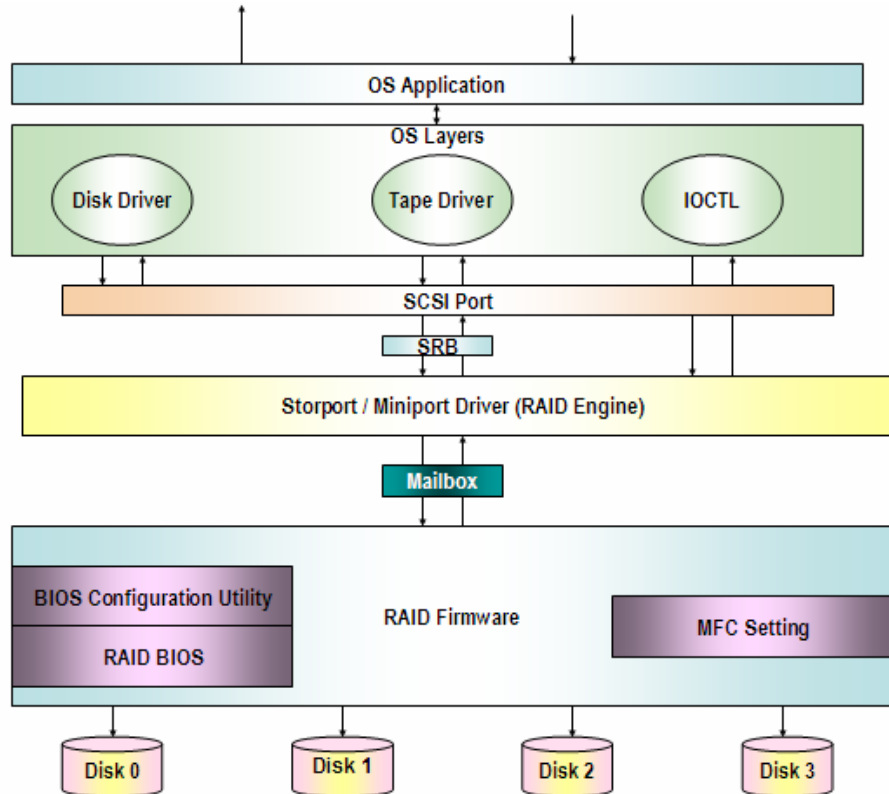 OS Application
OS Layers
Disk Driver
Tape Driver
IOCTL
SCSI Port
SRB
Storport / Miniport Driver (RAID Engine)
Mailbox
BIOS Configuration Utility
RAID Firmware
MFC Setting
RAID BIOS
Disk 0
Disk 1
Disk 2
Disk 3